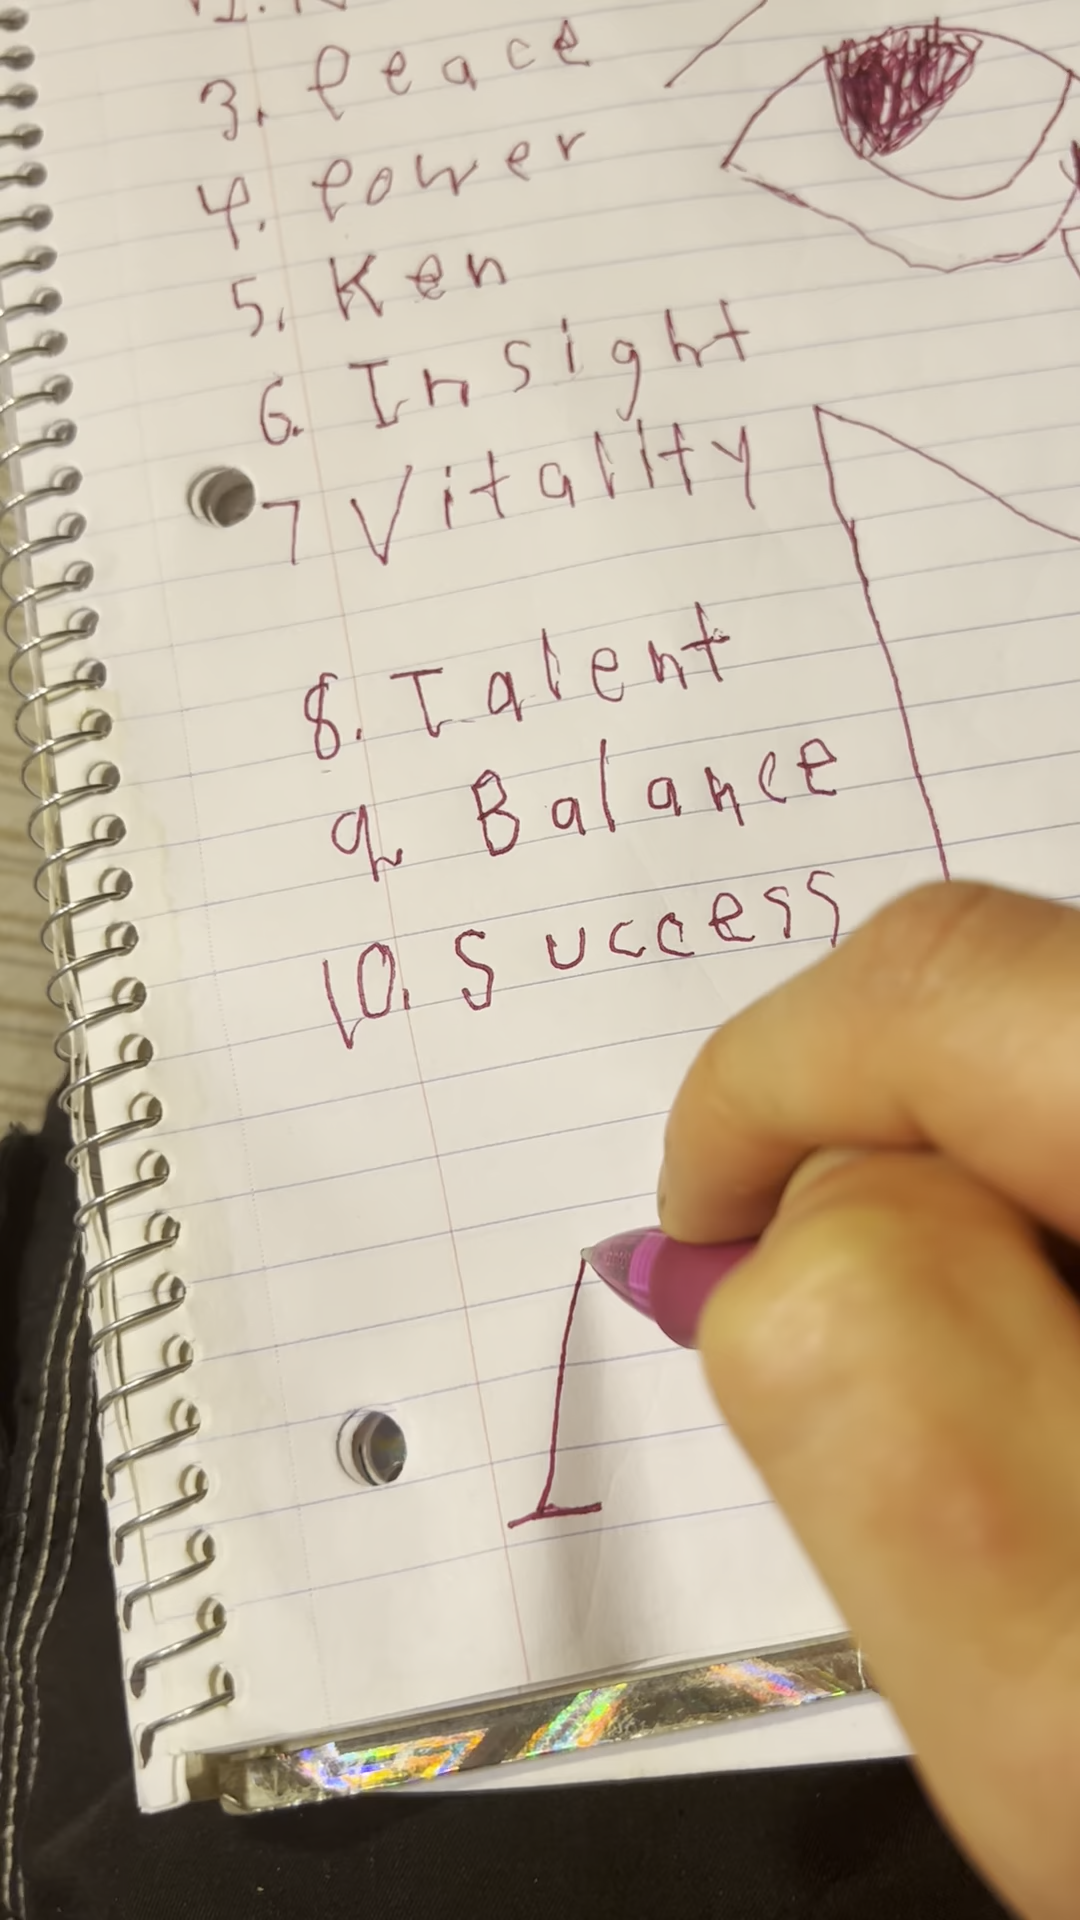 3. Peace
4. Power
5. Ken
6. Insight
7 Vitality
8. Talent
9. Balance
10. Success